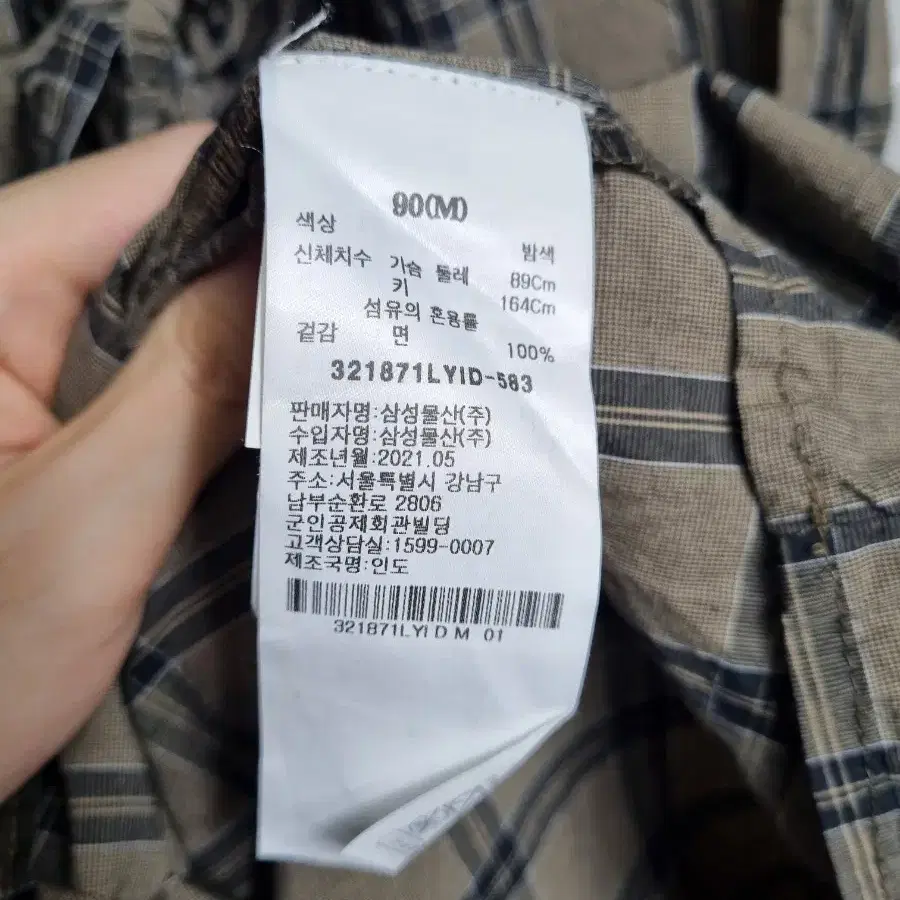 90(M)
색상 밤색
신체치수 가슴 둘레 89Cm
키 164Cm
섬유의 혼용률
겉감 면 100%
321871LYID-583
판매자명:삼성물산(주)
수입자명:삼성물산(주)
제조년월:2021.05
주소:서울특별시 강남구
남부순환로 2806
군인공제회관빌딩
고객상담실:1599-0007
제조국명:인도
321871LYI D M 01